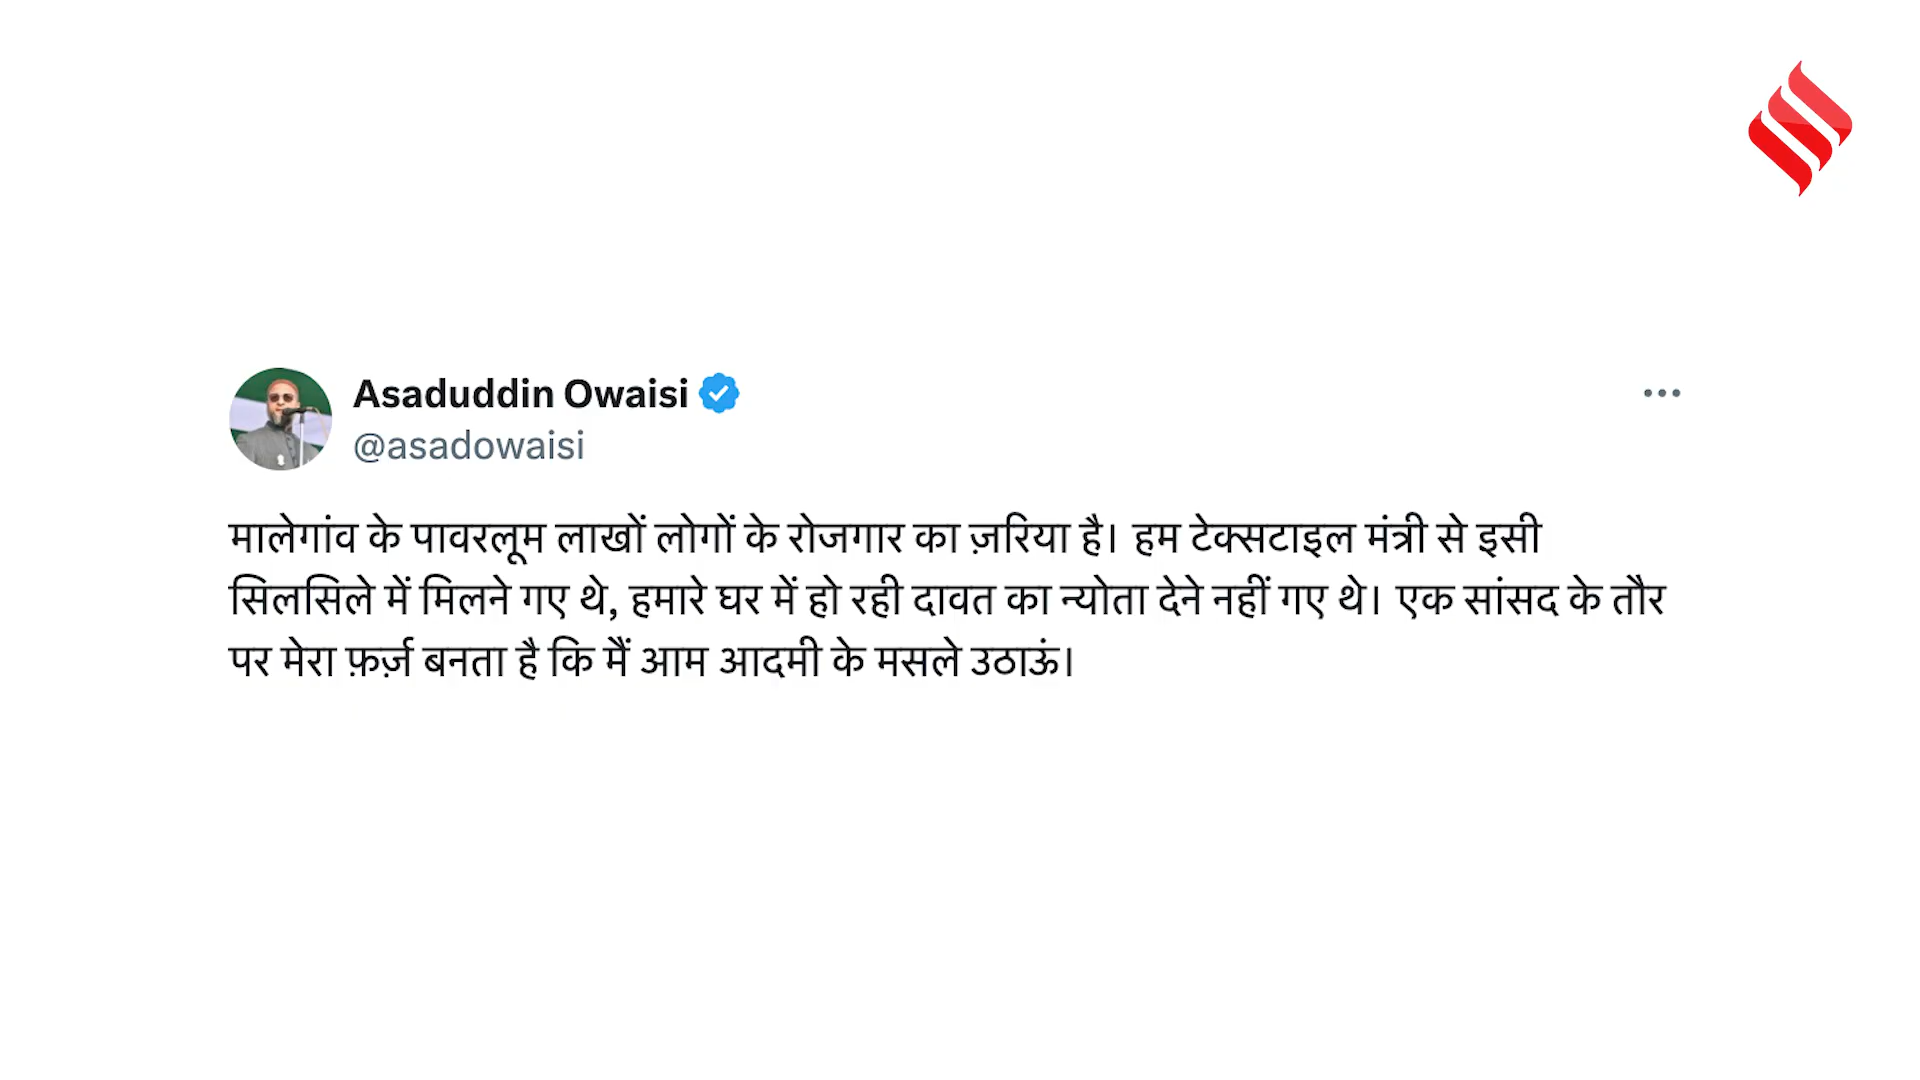 Asaduddin Owaisi
@asadowaisi
मालेगांव के पावरलूम लाखों लोगों के रोजगार का ज़रिया है। हम टेक्सटाइल मंत्री से इसी
सिलसिले में मिलने गए थे, हमारे घर में हो रही दावत का न्योता देने नहीं गए थे। एक सांसद के तौर
पर मेरा फ़र्ज़ बनता है कि मैं आम आदमी के मसले उठाऊं।